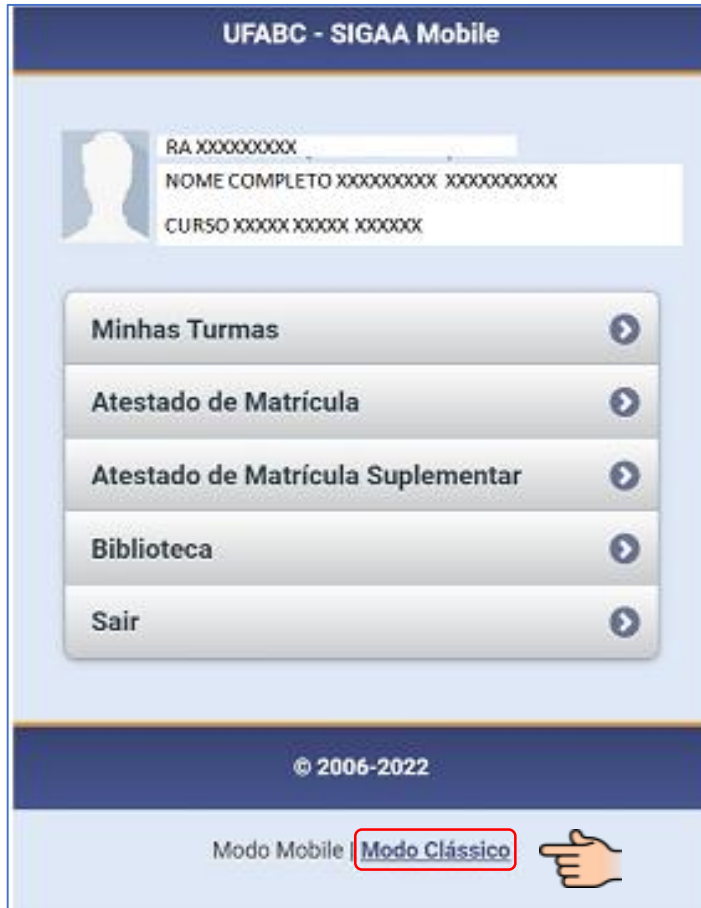 UFABC - SIGAA Mobile
RA XXXXXXXXX
NOME COMPLETO XXXXXXXXX XXXXXXXXXX
CURSO XXXXX XXXXX XXXXXX
Minhas Turmas
Atestado de Matrícula
Atestado de Matrícula Suplementar
Biblioteca
Sair
© 2006-2022
Modo Mobile | Modo Clássico